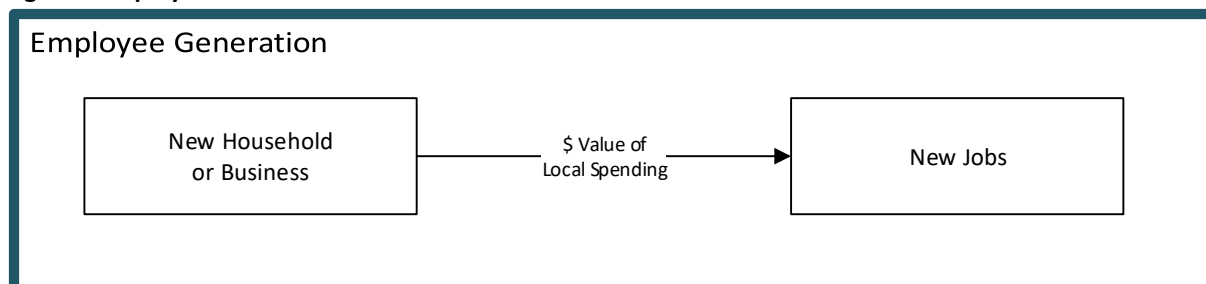 Employee Generation
New Household
or Business
$ Value of
Local Spending
New Jobs